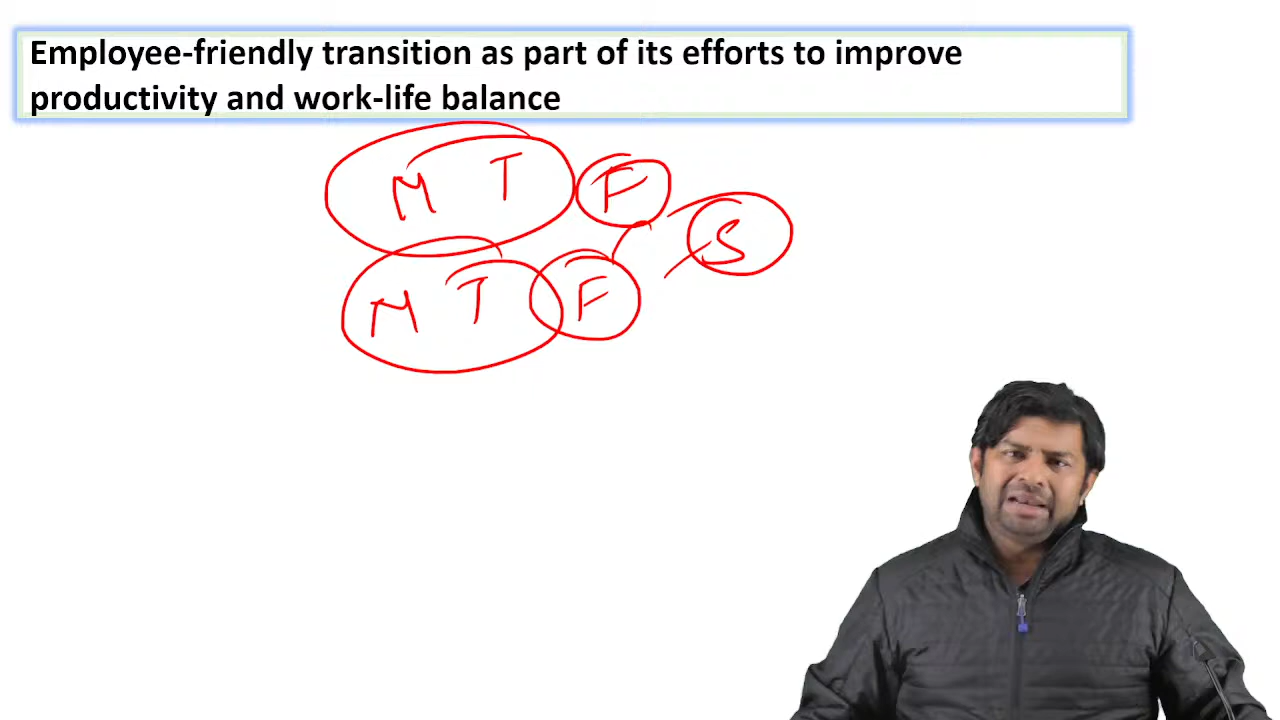 Employee-friendly transition as part of its efforts to improve
productivity and work-life balance
M T F
S
M T F